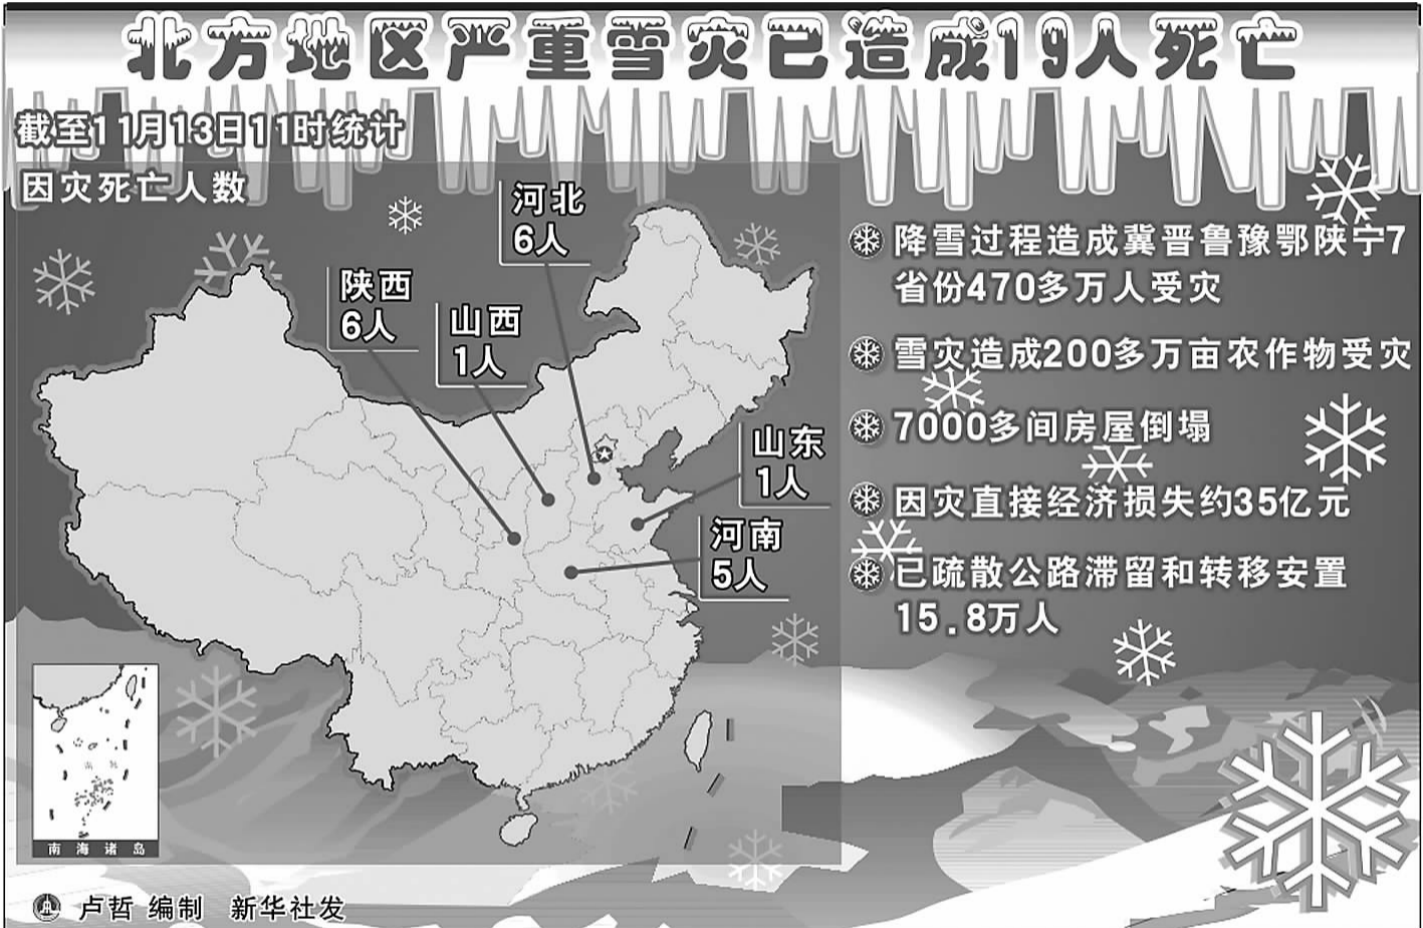 北方地区严重雪灾已造成19人死亡
截至11月13日11时统计
因灾死亡人数
河北
6人
陕西
6人
山西
1人
山东
1人
河南
5人
降雪过程造成冀晋鲁豫鄂陕宁7
省份470多万人受灾
雪灾造成200多万亩农作物受灾
7000多间房屋倒塌
因灾直接经济损失约35亿元
已疏散公路滞留和转移安置
15.8万人
南海诸岛
卢哲 编制 新华社发